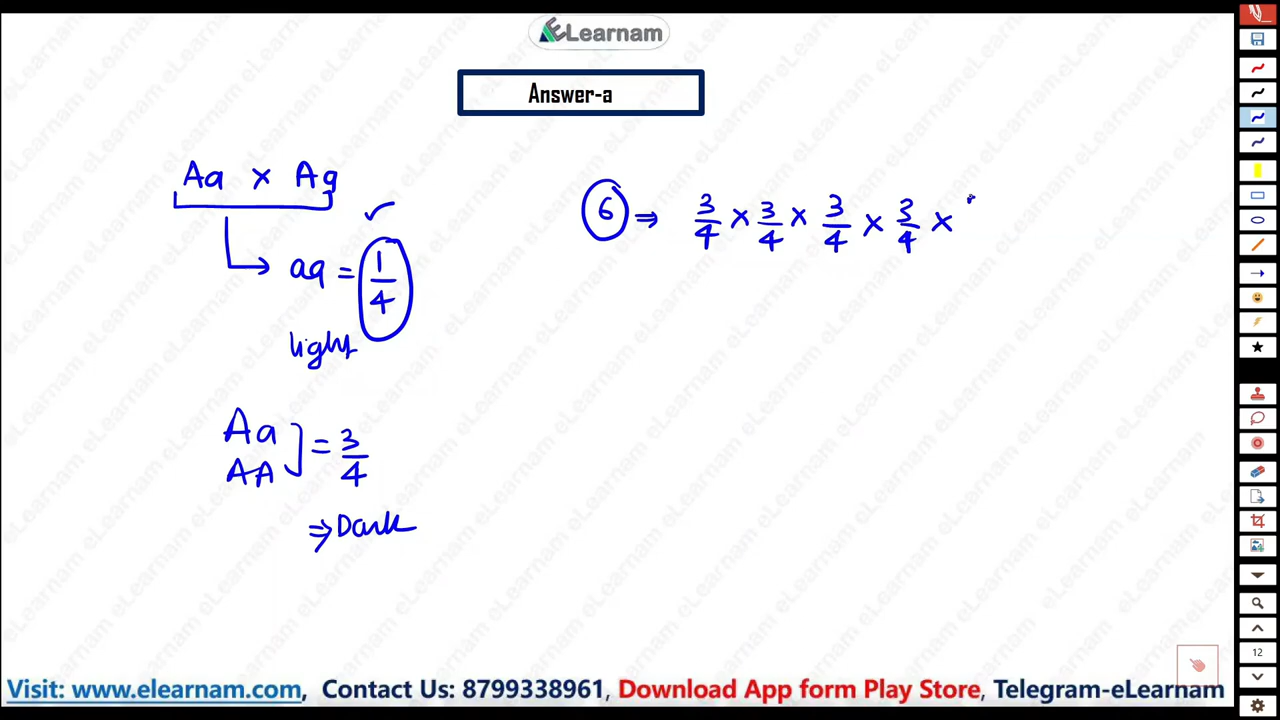 ELearnam
Answer-a
Aa × Aa
✓
aa = 1/4
light
Aa
AA ] = 3/4
⇒ Dark
6 ⇒ 3/4 × 3/4 × 3/4 × 3/4 ×
12
Visit: www.elearnam.com, Contact Us: 8799338961, Download App form Play Store, Telegram-eLearnam